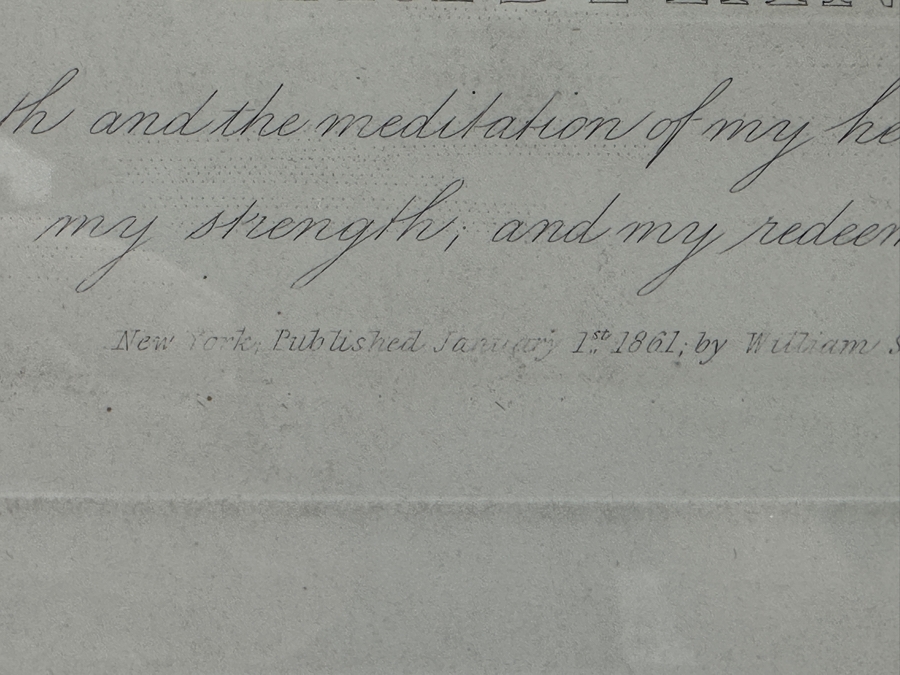 th and the meditation of my he
my strength; and my redeem
New York, Published January 1st 1861, by William S